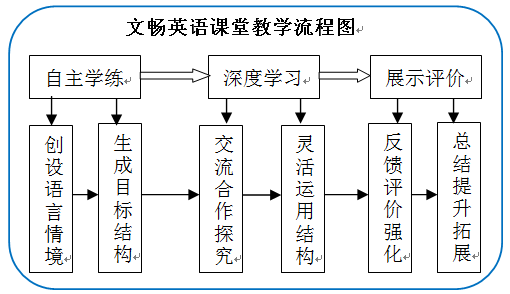 文畅英语课堂教学流程图
自主学练
深度学习
展示评价
创设语言情境
生成目标结构
交流合作探究
灵活运用结构
反馈评价强化
总结提升拓展